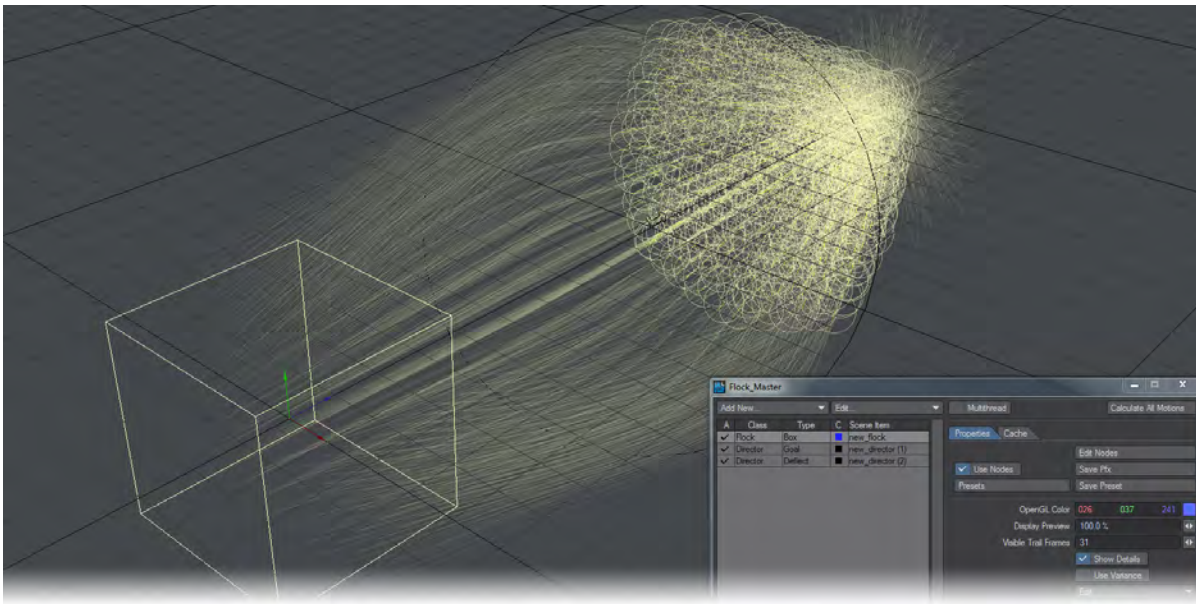 Flock_Master
Add New... Edit... Multithread Calculate All Motions
A Class Type C Scene Item
Properties Cache
Flock Box new_flock
Director Goal new_director (1)
Director Deflect new_director (2)
Edit Nodes
Use Nodes Save Pfx
Presets Save Preset
OpenGL Color 026 037 241
Display Preview 100.0 %
Visible Trail Frames 31
Show Details
Use Variance
Edit